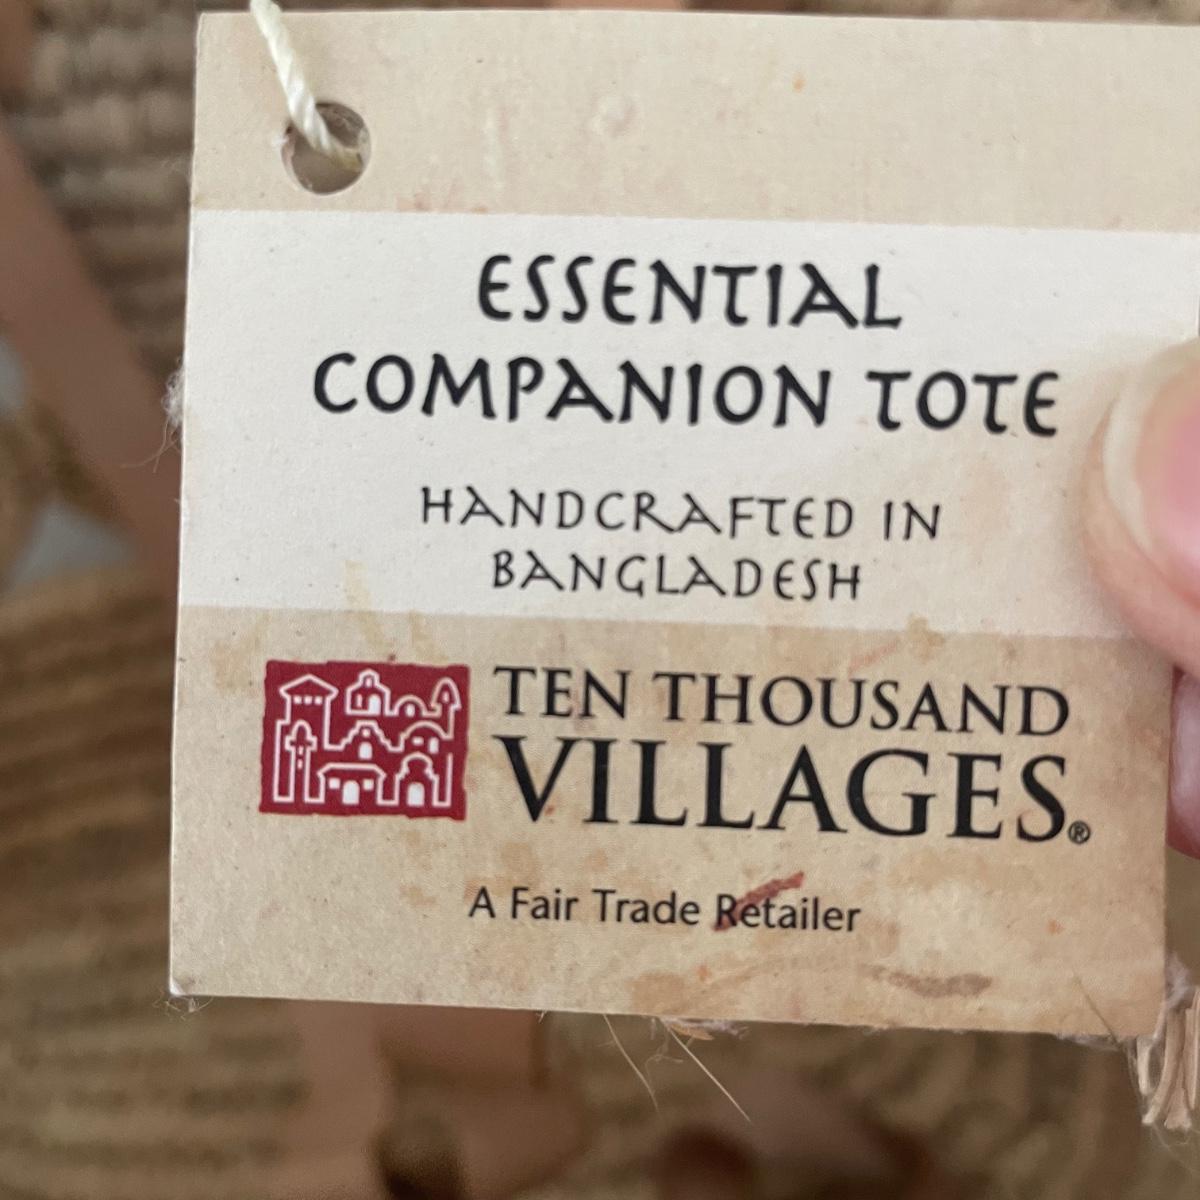 ESSENTIAL
COMPANION TOTE
HANDCRAFTED IN
BANGLADESH
TEN THOUSAND
VILLAGES®
A Fair Trade Retailer